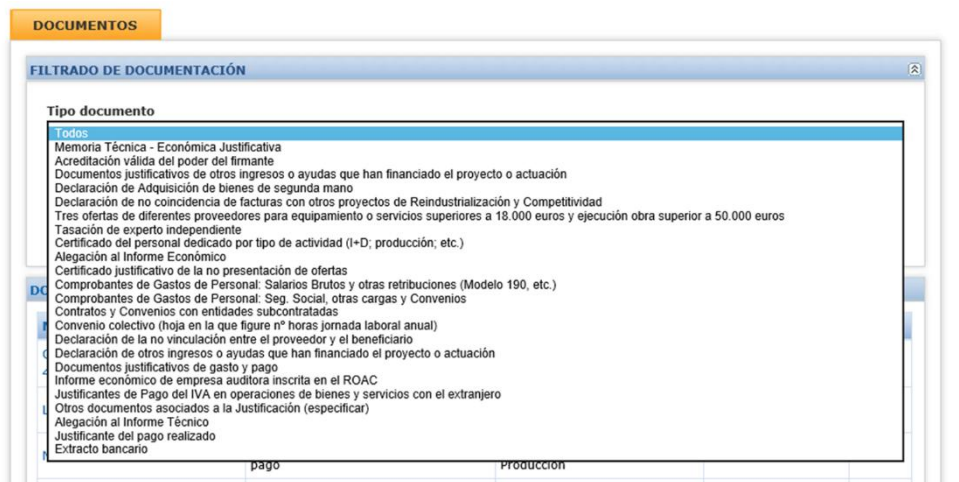 DOCUMENTOS
FILTRADO DE DOCUMENTACIÓN
Tipo documento
Todos
Memoria Técnica - Económica Justificativa
Acreditación válida del poder del firmante
Documentos justificativos de otros ingresos o ayudas que han financiado el proyecto o actuación
Declaración de Adquisición de bienes de segunda mano
Declaración de no coincidencia de facturas con otros proyectos de Reindustrialización y Competitividad
Tres ofertas de diferentes proveedores para equipamiento o servicios superiores a 18.000 euros y ejecución obra superior a 50.000 euros
Tasación de experto independiente
Certificado del personal dedicado por tipo de actividad (I+D; producción; etc.)
Alegación al Informe Económico
Certificado justificativo de la no presentación de ofertas
Comprobantes de Gastos de Personal: Salarios Brutos y otras retribuciones (Modelo 190, etc.)
Comprobantes de Gastos de Personal: Seg. Social, otras cargas y Convenios
Contratos y Convenios con entidades subcontratadas
Convenio colectivo (hoja en la que figure nº horas jornada laboral anual)
Declaración de la no vinculación entre el proveedor y el beneficiario
Declaración de otros ingresos o ayudas que han financiado el proyecto o actuación
Documentos justificativos de gasto y pago
Informe económico de empresa auditora inscrita en el ROAC
Justificantes de Pago del IVA en operaciones de bienes y servicios con el extranjero
Otros documentos asociados a la Justificación (especificar)
Alegación al Informe Técnico
Justificante del pago realizado
Extracto bancario
pago Producción